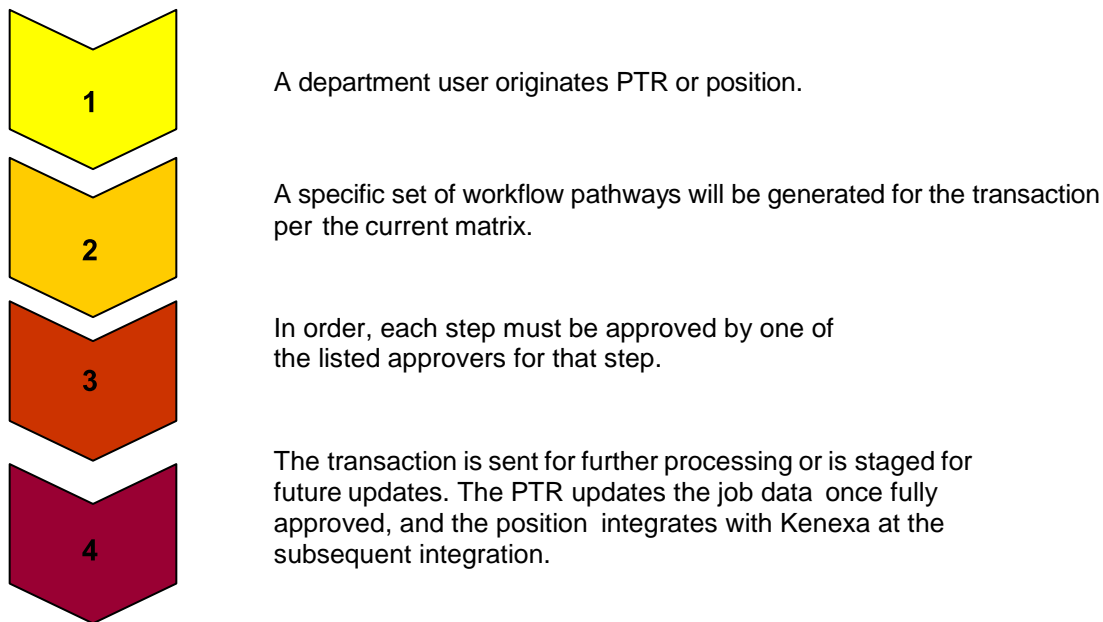 1
A department user originates PTR or position.
2
A specific set of workflow pathways will be generated for the transaction
per the current matrix.
3
In order, each step must be approved by one of
the listed approvers for that step.
4
The transaction is sent for further processing or is staged for
future updates. The PTR updates the job data once fully
approved, and the position integrates with Kenexa at the
subsequent integration.